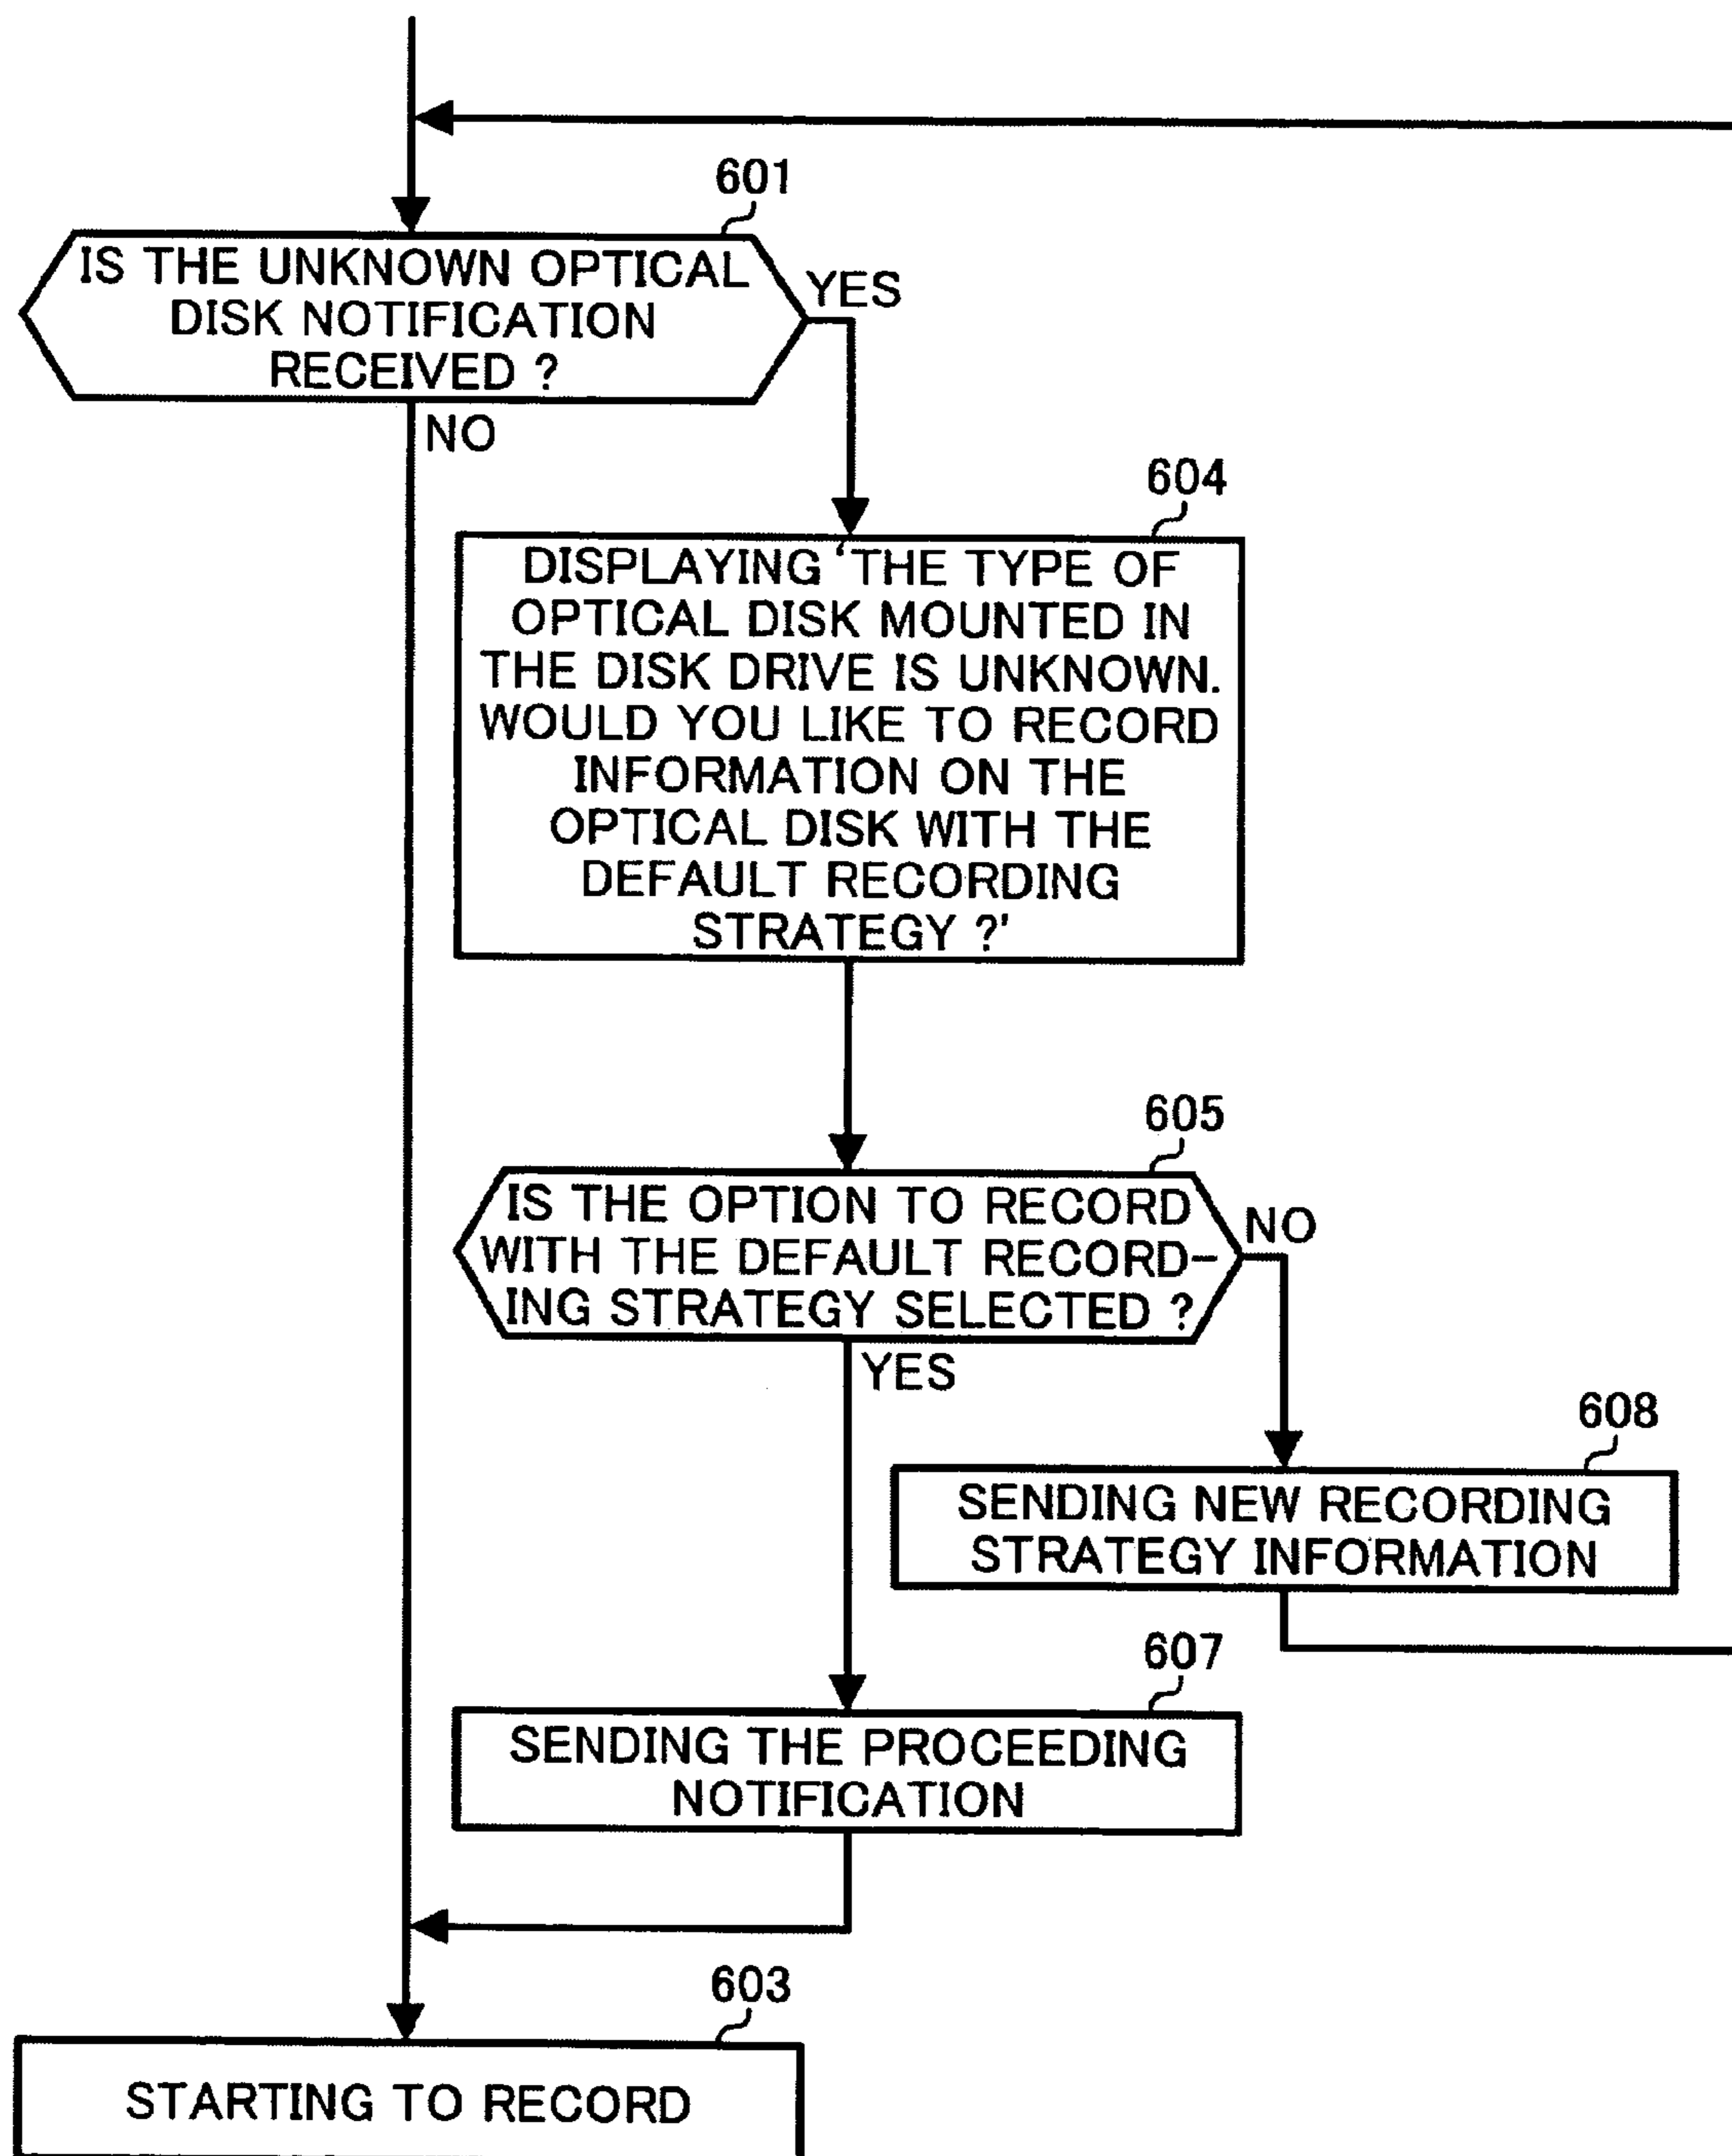 601
IS THE UNKNOWN OPTICAL
DISK NOTIFICATION
RECEIVED ?
YES
NO
604
DISPLAYING 'THE TYPE OF
OPTICAL DISK MOUNTED IN
THE DISK DRIVE IS UNKNOWN.
WOULD YOU LIKE TO RECORD
INFORMATION ON THE
OPTICAL DISK WITH THE
DEFAULT RECORDING
STRATEGY ?'
605
IS THE OPTION TO RECORD
WITH THE DEFAULT RECORD-
ING STRATEGY SELECTED ?
NO
YES
608
SENDING NEW RECORDING
STRATEGY INFORMATION
607
SENDING THE PROCEEDING
NOTIFICATION
603
STARTING TO RECORD